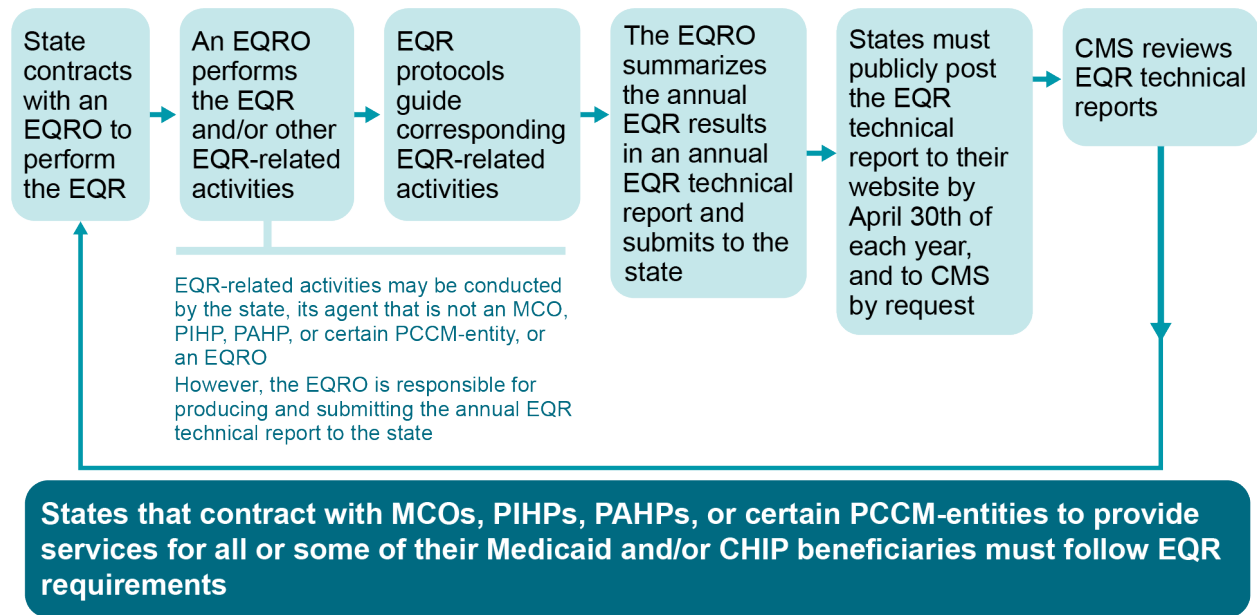 State
contracts
with an
EQRO to
perform
the EQR
An EQRO
performs
the EQR
and/or other
EQR-related
activities
EQR
protocols
guide
corresponding
EQR-related
activities
The EQRO
summarizes
the annual
EQR results
in an annual
EQR technical
report and
submits to the
state
States must
publicly post
the EQR
technical
report to their
website by
April 30th of
each year,
and to CMS
by request
CMS reviews
EQR technical
reports
EQR-related activities may be conducted
by the state, its agent that is not an MCO,
PIHP, PAHP, or certain PCCM-entity, or
an EQRO
However, the EQRO is responsible for
producing and submitting the annual EQR
technical report to the state
States that contract with MCOs, PIHPs, PAHPs, or certain PCCM-entities to provide
services for all or some of their Medicaid and/or CHIP beneficiaries must follow EQR
requirements